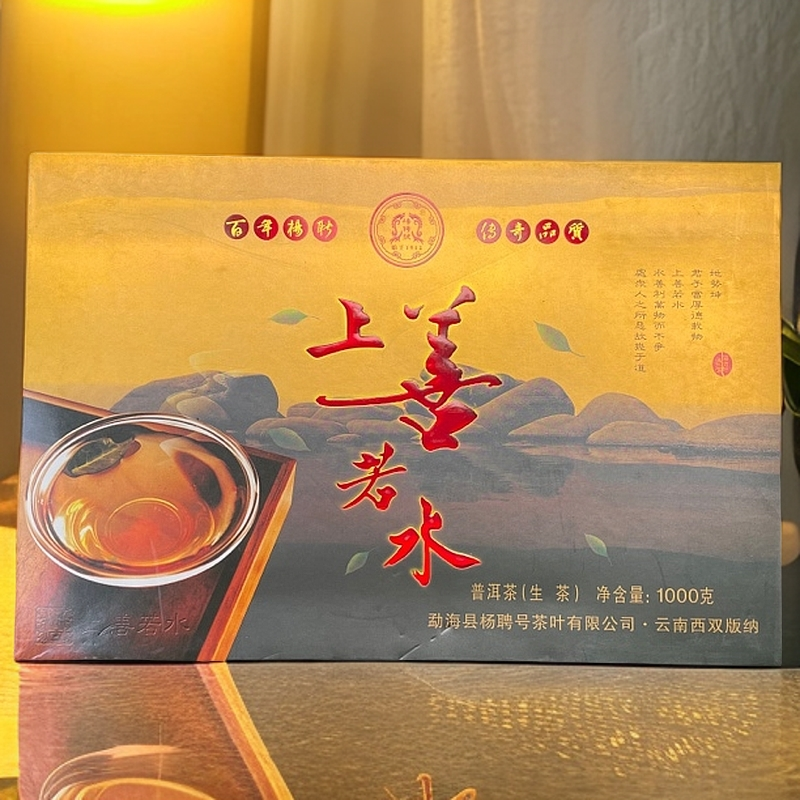 百年杨聘
传奇品质
上善若水
地势坤
君子当厚德载物
上善若水
水善利万物而不争
处众人之所恶故几于道
普洱茶(生 茶) 净含量: 1000克
勐海县杨聘号茶叶有限公司·云南西双版纳
善若水